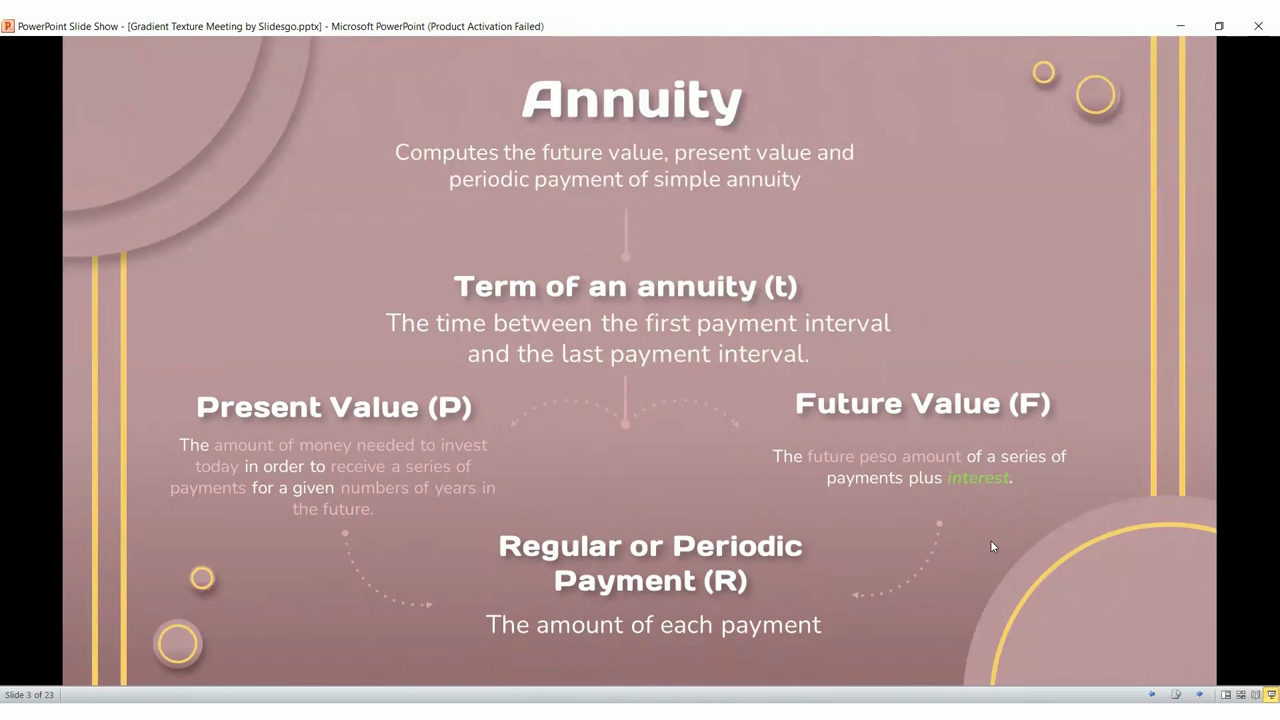 PowerPoint Slide Show - [Gradient Texture Meeting by Slidesgo.pptx] - Microsoft PowerPoint (Product Activation Failed)
Annuity
Computes the future value, present value and
periodic payment of simple annuity
Term of an annuity (t)
The time between the first payment interval
and the last payment interval.
Present Value (P)
The amount of money needed to invest
today in order to receive a series of
payments for a given numbers of years in
the future.
Future Value (F)
The future peso amount of a series of
payments plus interest.
Regular or Periodic
Payment (R)
The amount of each payment
Slide 3 of 23